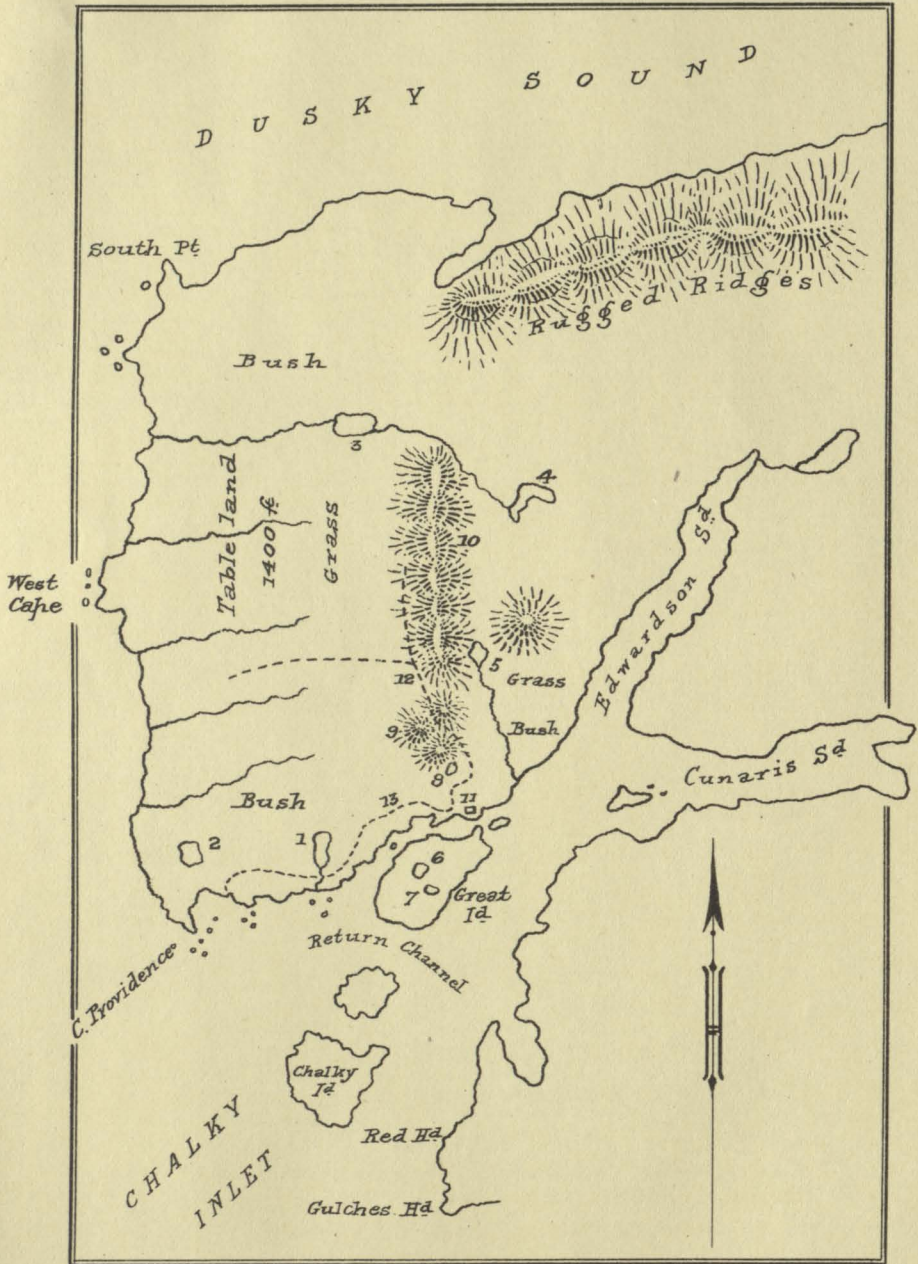 DUSKY SOUND
South Pt
Rugged Ridges
Bush
3
4
Table land
1400 ft
Grass
10
Edwardson Sd
West
Cape
5
12
Grass
9
Bush
8
Cunaris Sd
Bush
13
11
2
1
6
7
Great
Id
Return Channel
C. Providence
Chalky
Id
CHALKY
INLET
Red Hd
Gulches Hd